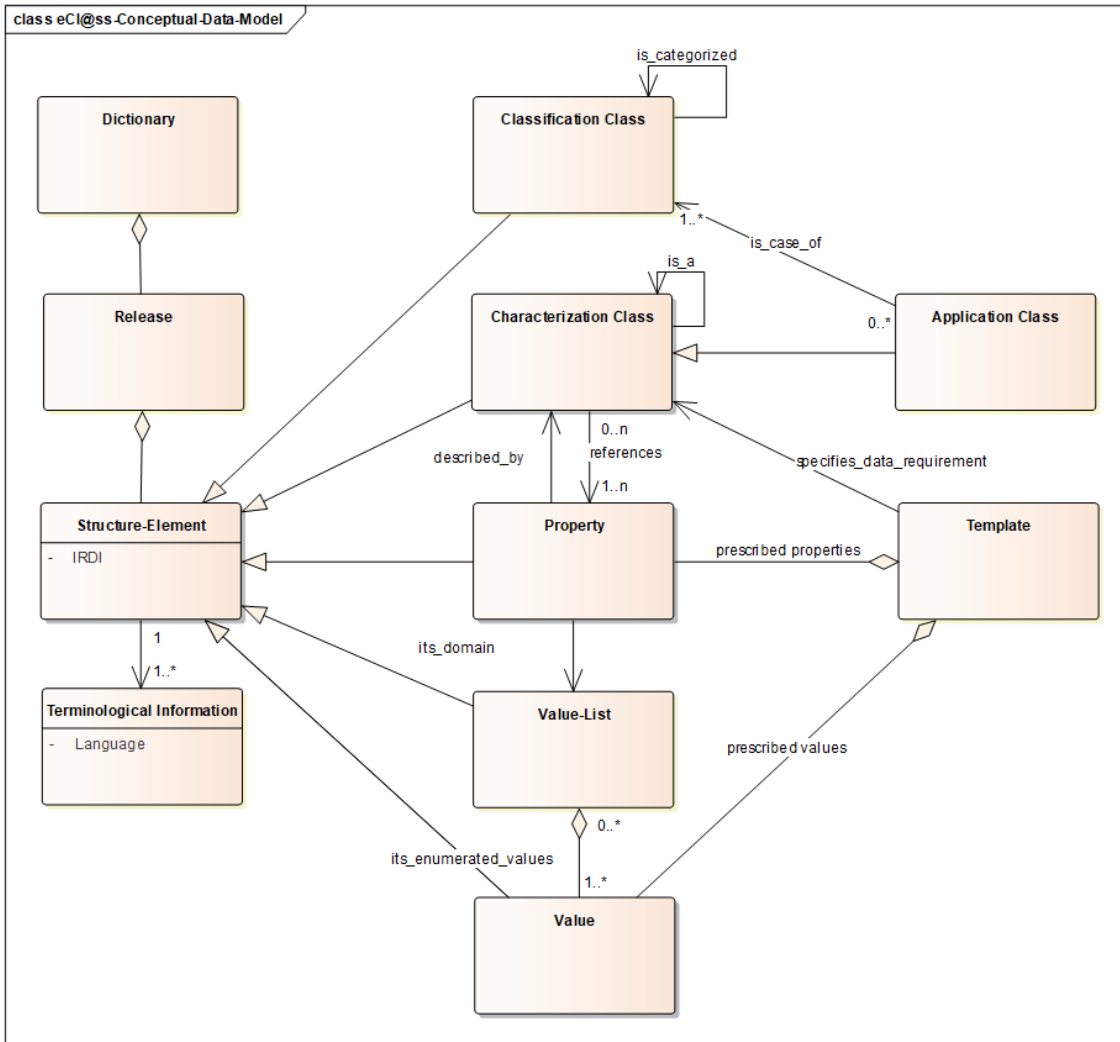 class eCl@ss-Conceptual-Data-Model
is_categorized
Dictionary
Classification Class
1..*
is_case_of
is_a
Release
Characterization Class
0..*
Application Class
0..n
described_by
references
specifies_data_requirement
1..n
Structure-Element
- IRDI
Property
prescribed properties
Template
1
its_domain
1..*
Terminological Information
- Language
Value-List
prescribed values
0..*
its_enumerated_values
1..*
Value